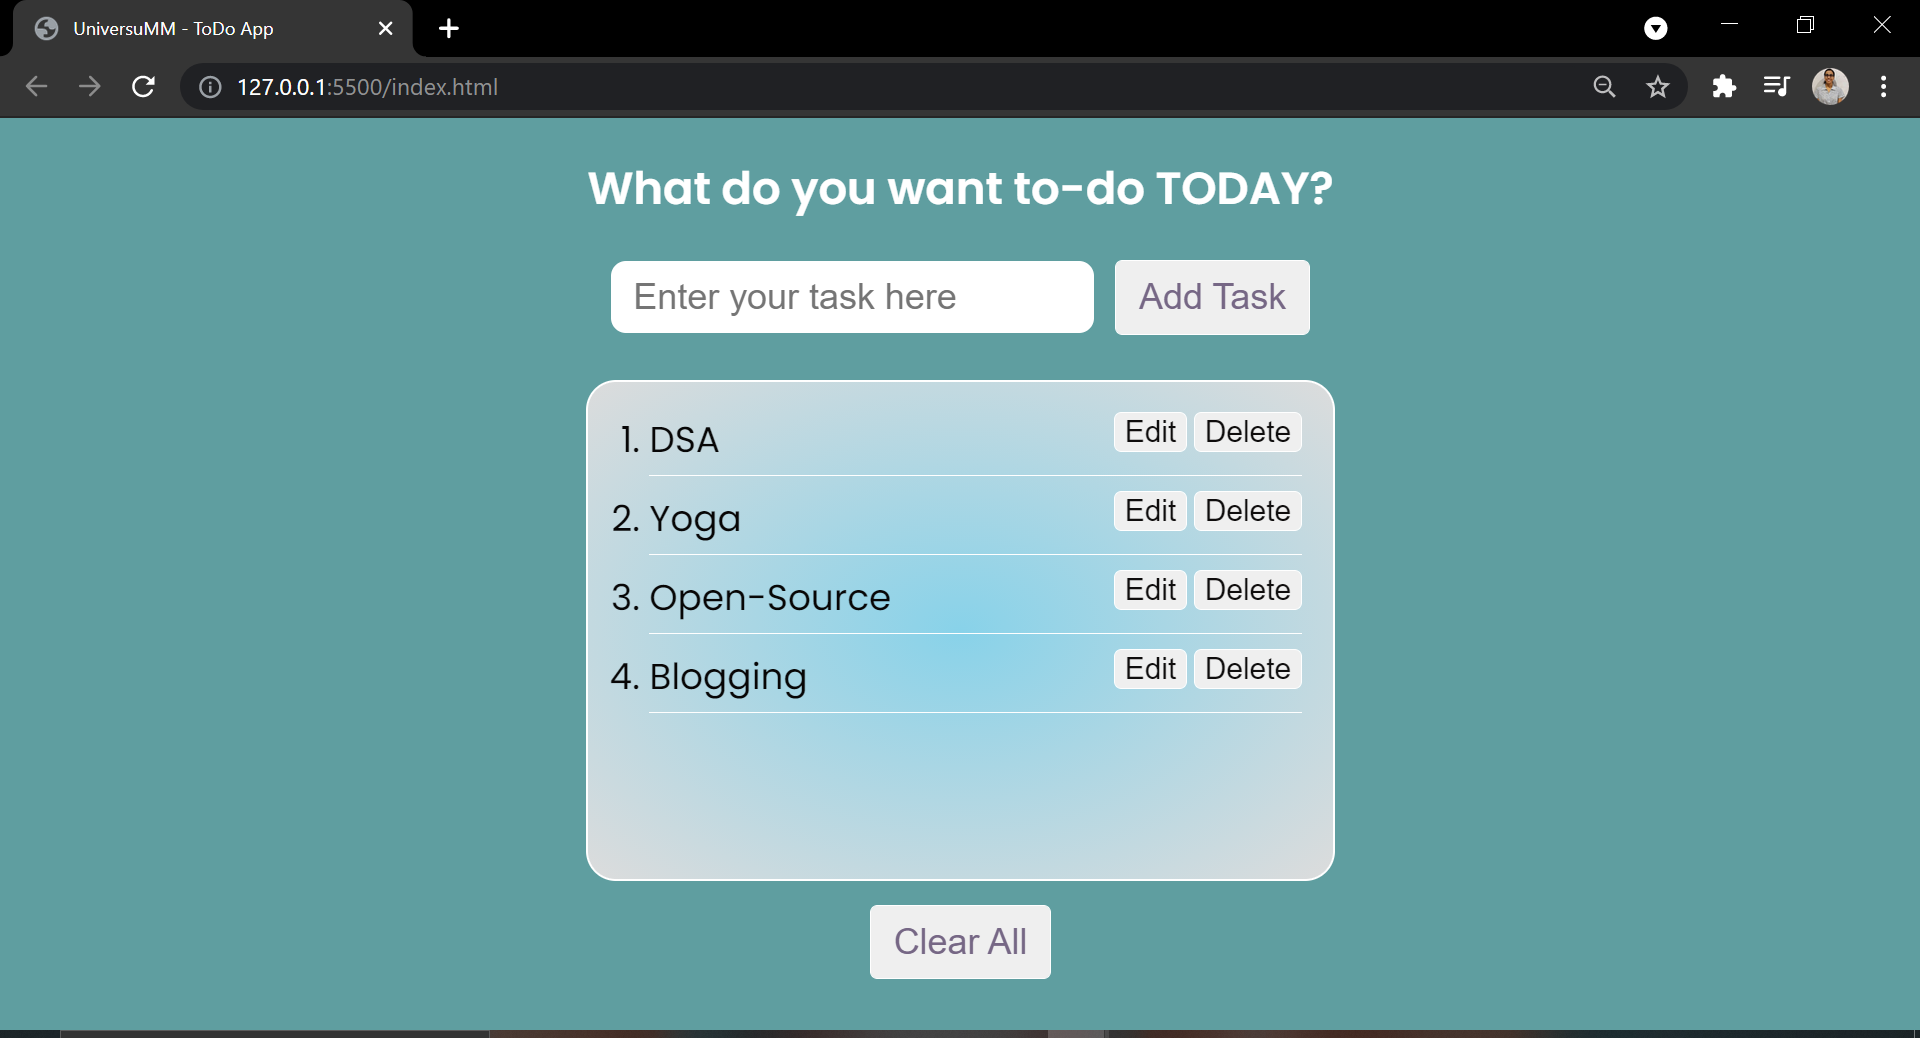 UniversuMM - ToDo App
127.0.0.1:5500/index.html
What do you want to-do TODAY?
Enter your task here
Add Task
1. DSA Edit Delete
2. Yoga Edit Delete
3. Open-Source Edit Delete
4. Blogging Edit Delete
Clear All